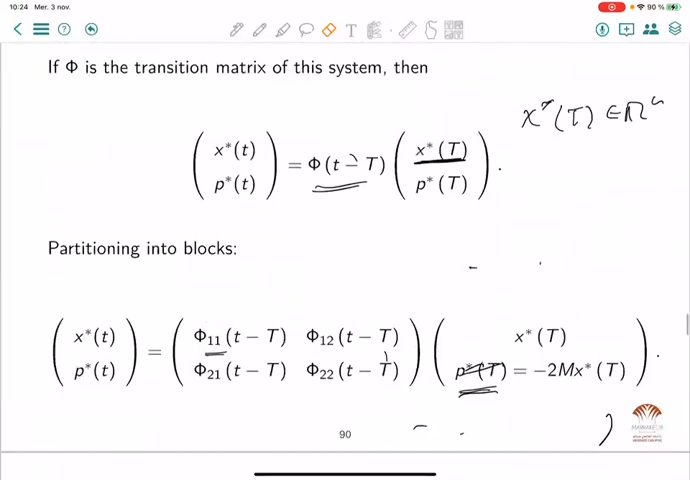 10:24 Mer. 3 nov.
90 %
If Φ is the transition matrix of this system, then
x*(T) ∈ ℝⁿ
( x*(t) ) = Φ(t − T) ( x*(T) ) .
( p*(t) ) ( p*(T) )
Partitioning into blocks:
( x*(t) ) = ( Φ₁₁(t − T) Φ₁₂(t − T) ) ( x*(T) ) .
( p*(t) ) ( Φ₂₁(t − T) Φ₂₂(t − T) ) ( p*(T) = −2Mx*(T) )
90